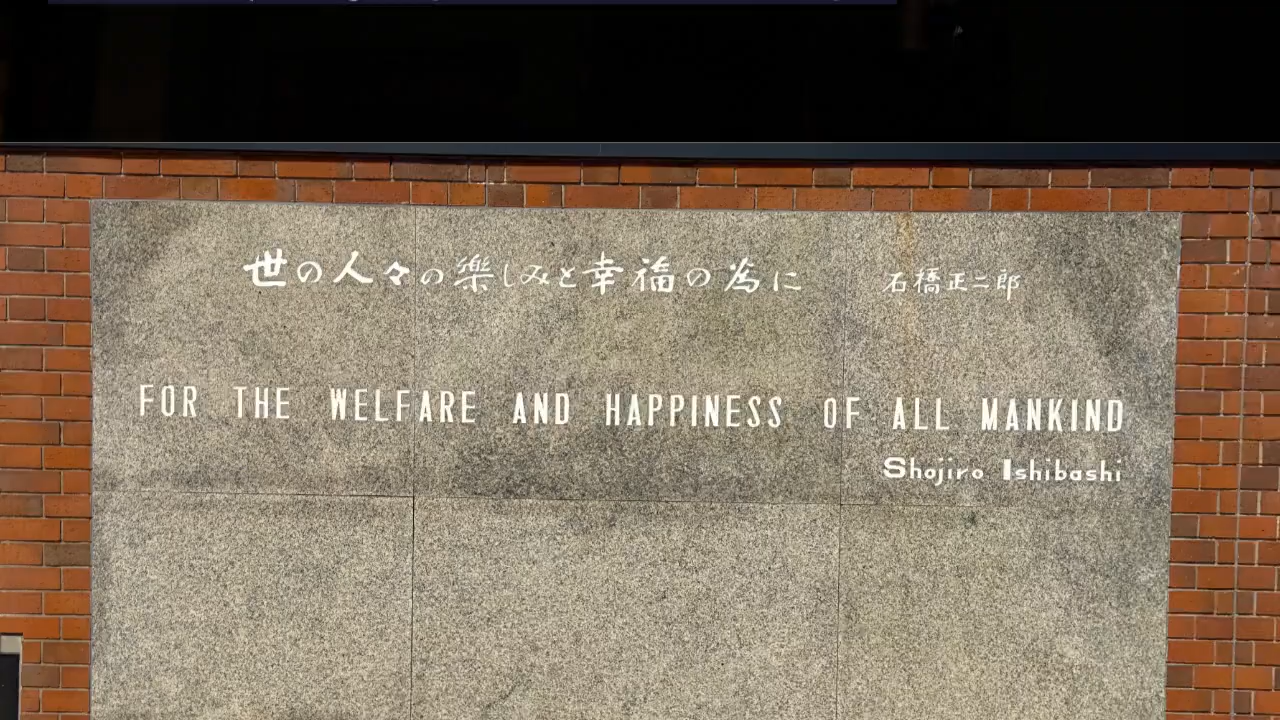 世の人々の楽しみと幸福の為に 石橋正二郎
FOR THE WELFARE AND HAPPINESS OF ALL MANKIND
Shojiro Ishibashi